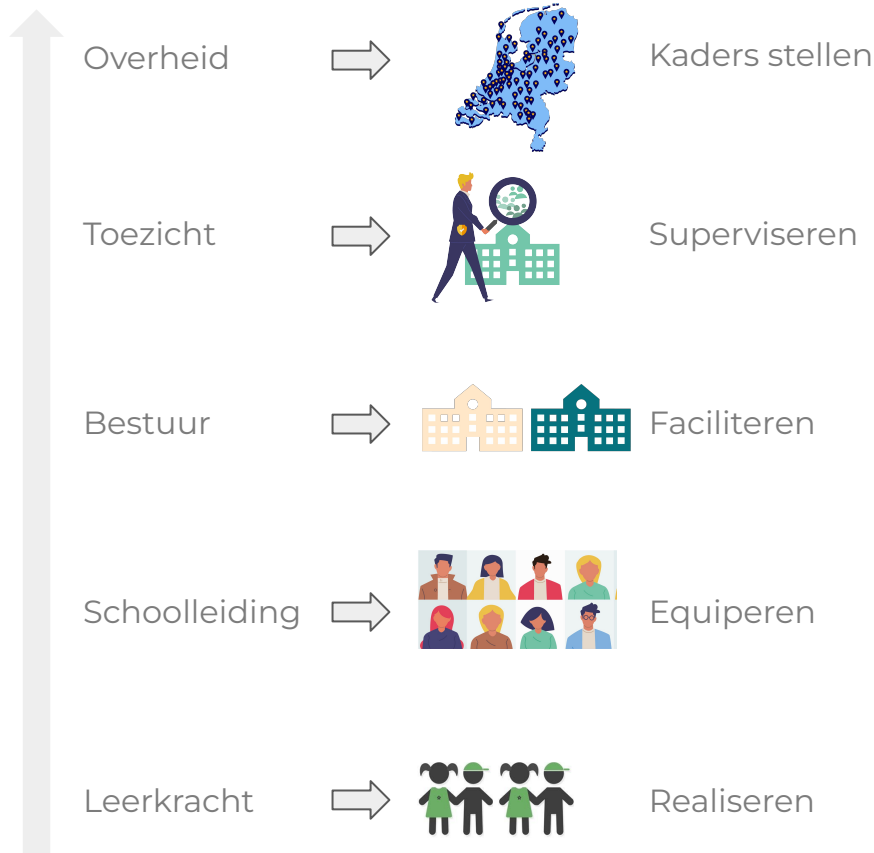 Overheid Kaders stellen
Toezicht Superviseren
Bestuur Faciliteren
Schoolleiding Equiperen
Leerkracht Realiseren